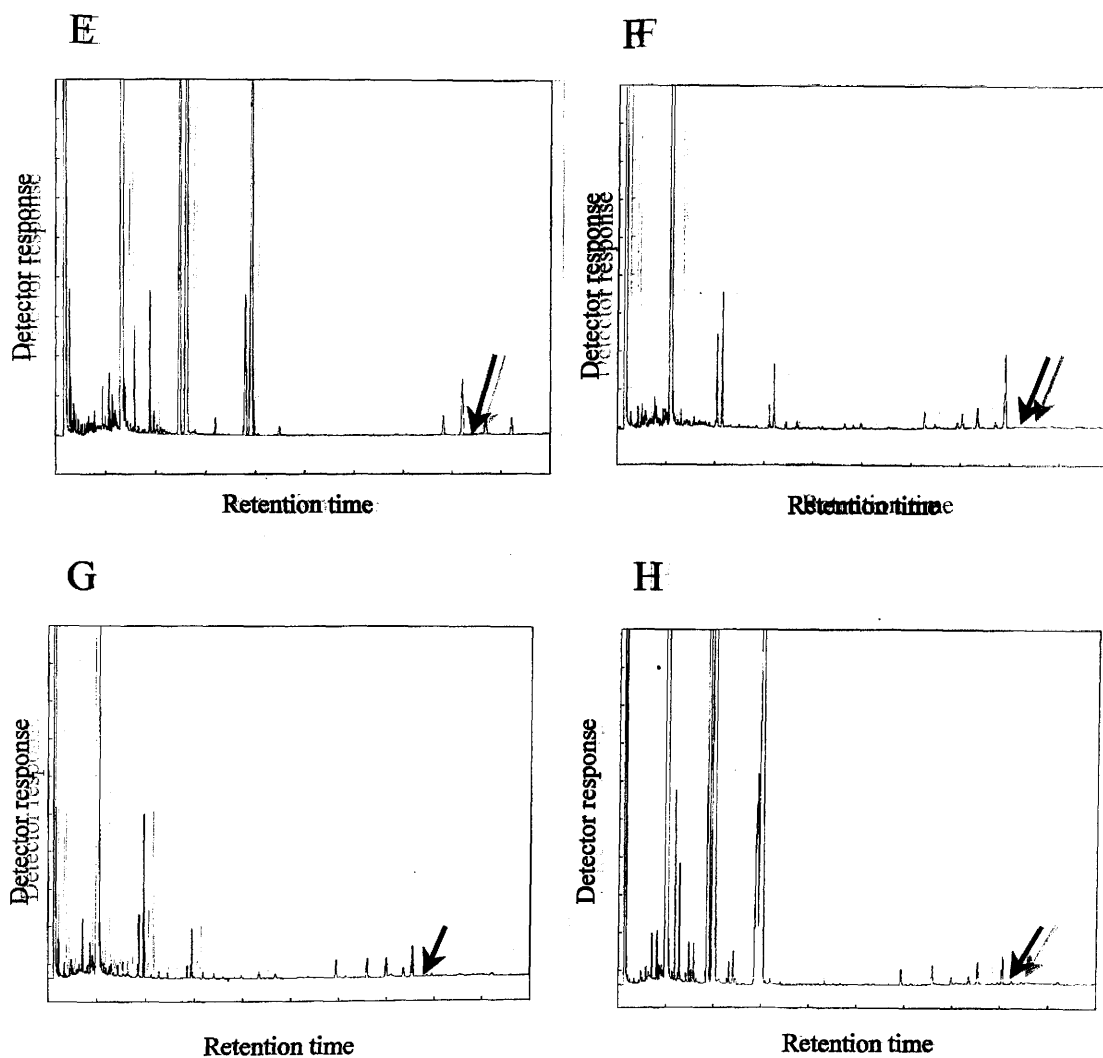 E
F
Detector response
Detector response
Retention time
Retention time
G
H
Detector response
Detector response
Retention time
Retention time